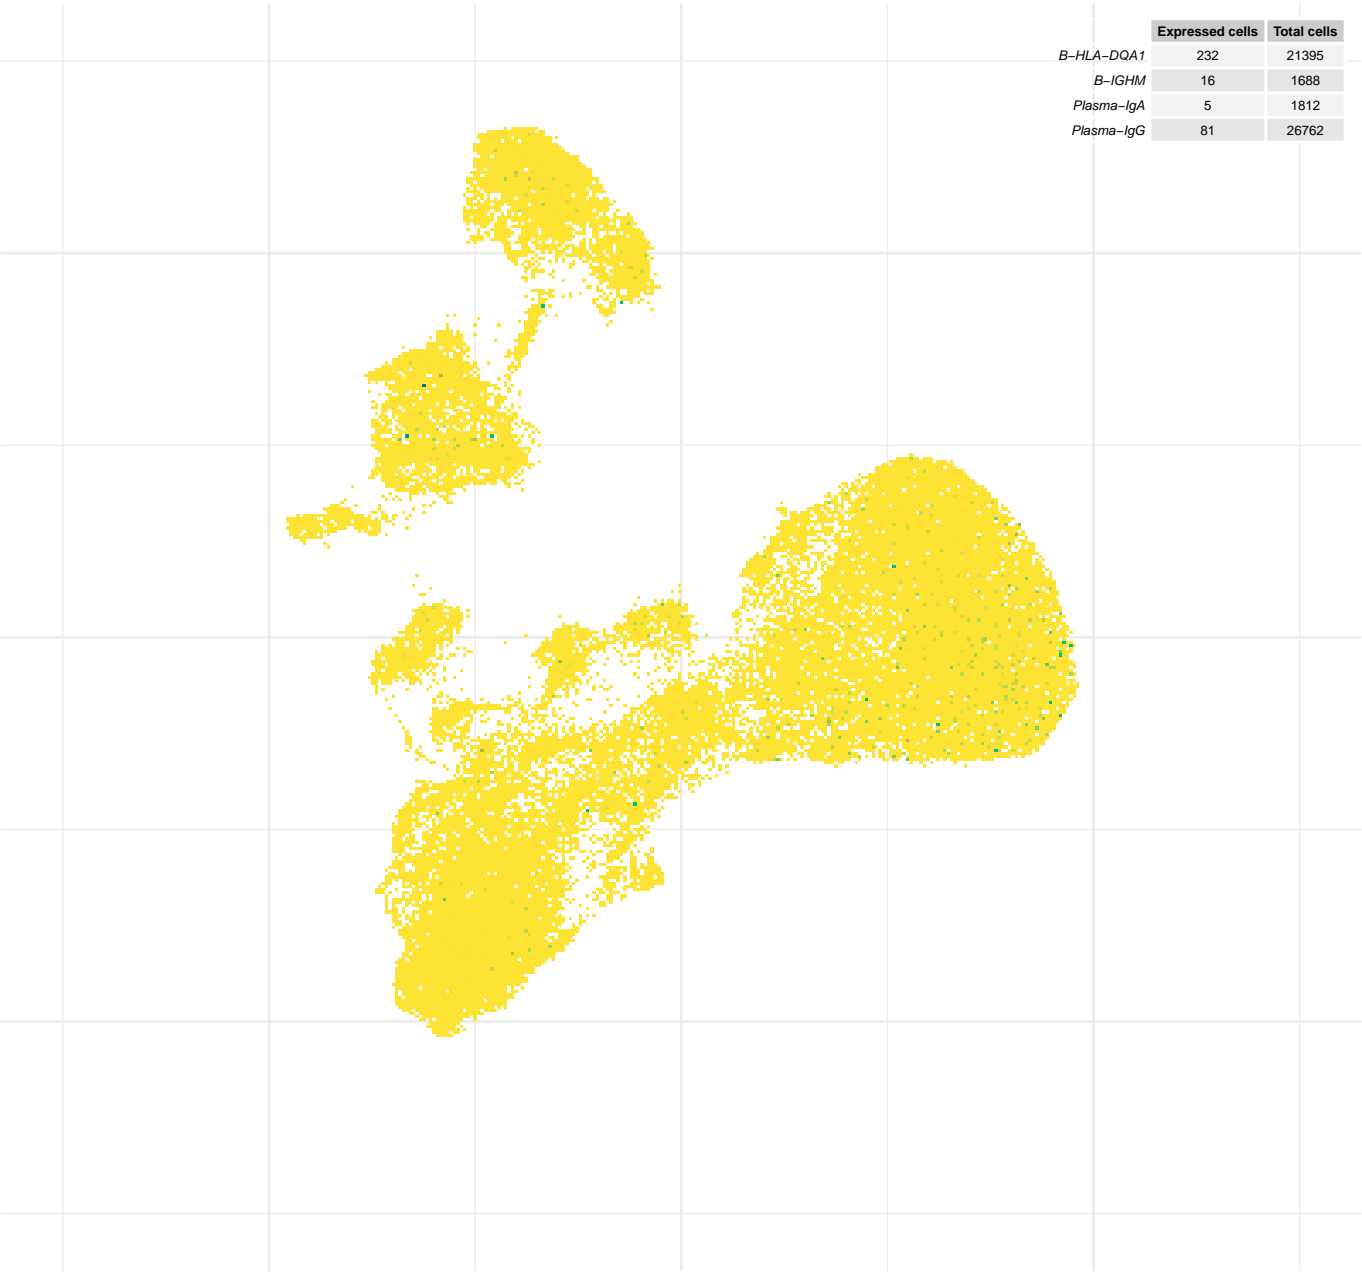 Expressed cells Total cells
B−HLA−DQA1 232 21395
B−IGHM 16 1688
Plasma−IgA 5 1812
Plasma−IgG 81 26762